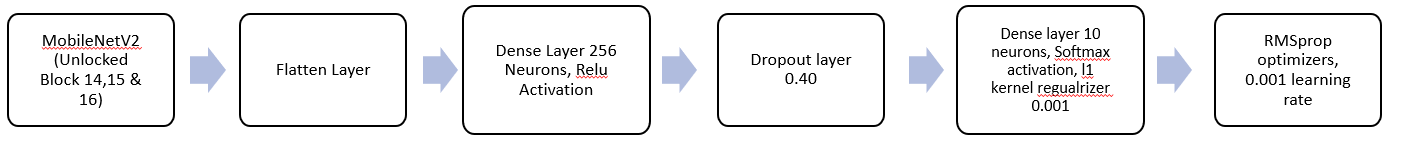 MobileNetV2
(Unlocked
Block 14,15 &
16)
Flatten Layer
Dense Layer 256
Neurons, Relu
Activation
Dropout layer
0.40
Dense layer 10
neurons, Softmax
activation, l1
kernel regualrizer
0.001
RMSprop
optimizers,
0.001 learning
rate